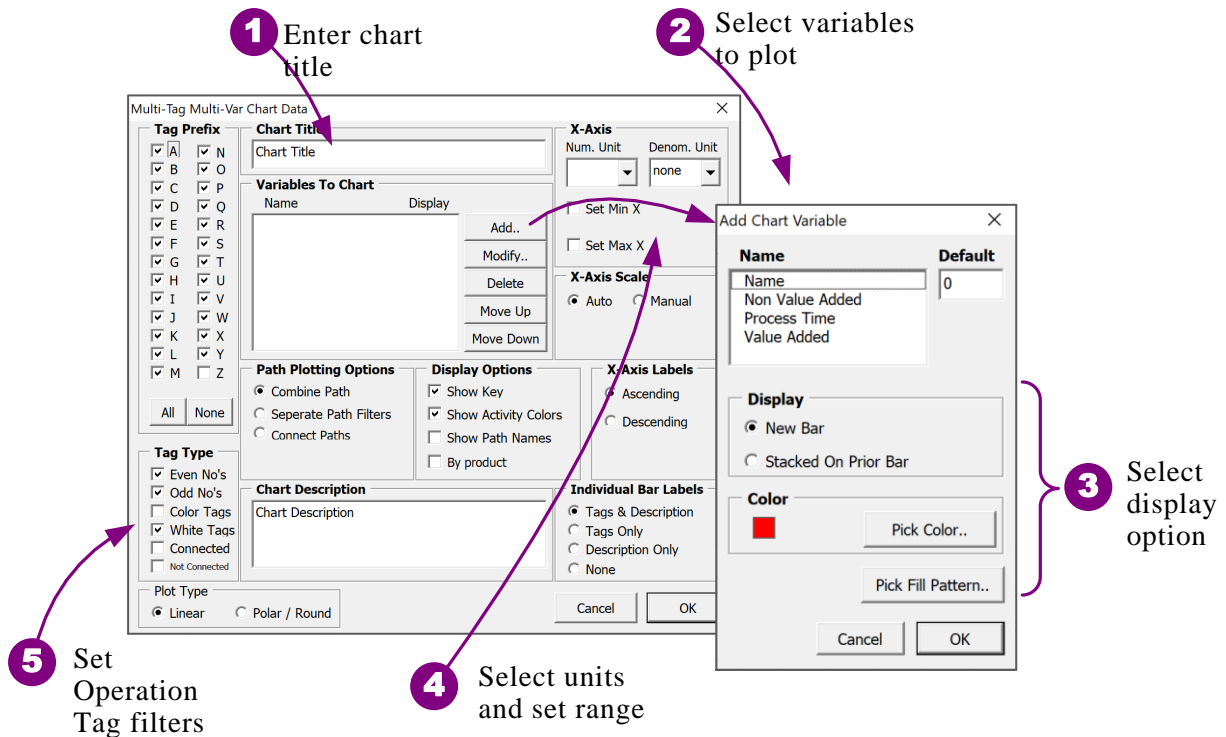 1 Enter chart
title
2 Select variables
to plot
Multi-Tag Multi-Var Chart Data
Tag Prefix
A N
B O
C P
D Q
E R
F S
G T
H U
I V
J W
K X
L Y
M Z
All None
Tag Type
Even No's
Odd No's
Color Tags
White Tags
Connected
Not Connected
Plot Type
Linear Polar / Round
Chart Title
Chart Title
Variables To Chart
Name Display
Add..
Modify..
Delete
Move Up
Move Down
Path Plotting Options
Combine Path
Seperate Path Filters
Connect Paths
Display Options
Show Key
Show Activity Colors
Show Path Names
By product
Chart Description
Chart Description
X-Axis
Num. Unit Denom. Unit
none
Set Min X
Set Max X
X-Axis Scale
Auto Manual
X-Axis Labels
Ascending
Descending
Individual Bar Labels
Tags & Description
Tags Only
Description Only
None
Cancel OK
Add Chart Variable
Name Default
Name 0
Non Value Added
Process Time
Value Added
Display
New Bar
Stacked On Prior Bar
Color
Pick Color..
Pick Fill Pattern..
Cancel OK
3 Select
display
option
4 Select units
and set range
5 Set
Operation
Tag filters